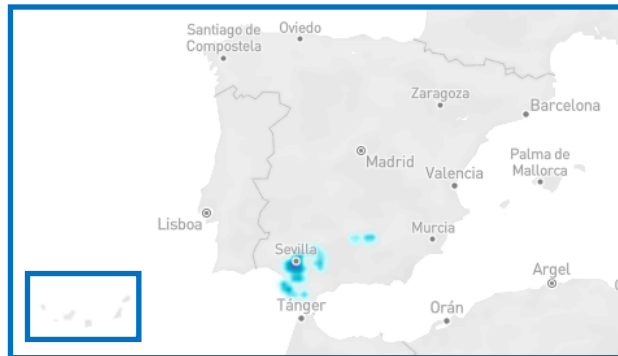 Santiago de
Compostela
Oviedo
Zaragoza
Barcelona
Madrid
Palma de
Mallorca
Valencia
Lisboa
Murcia
Sevilla
Argel
Tánger
Orán